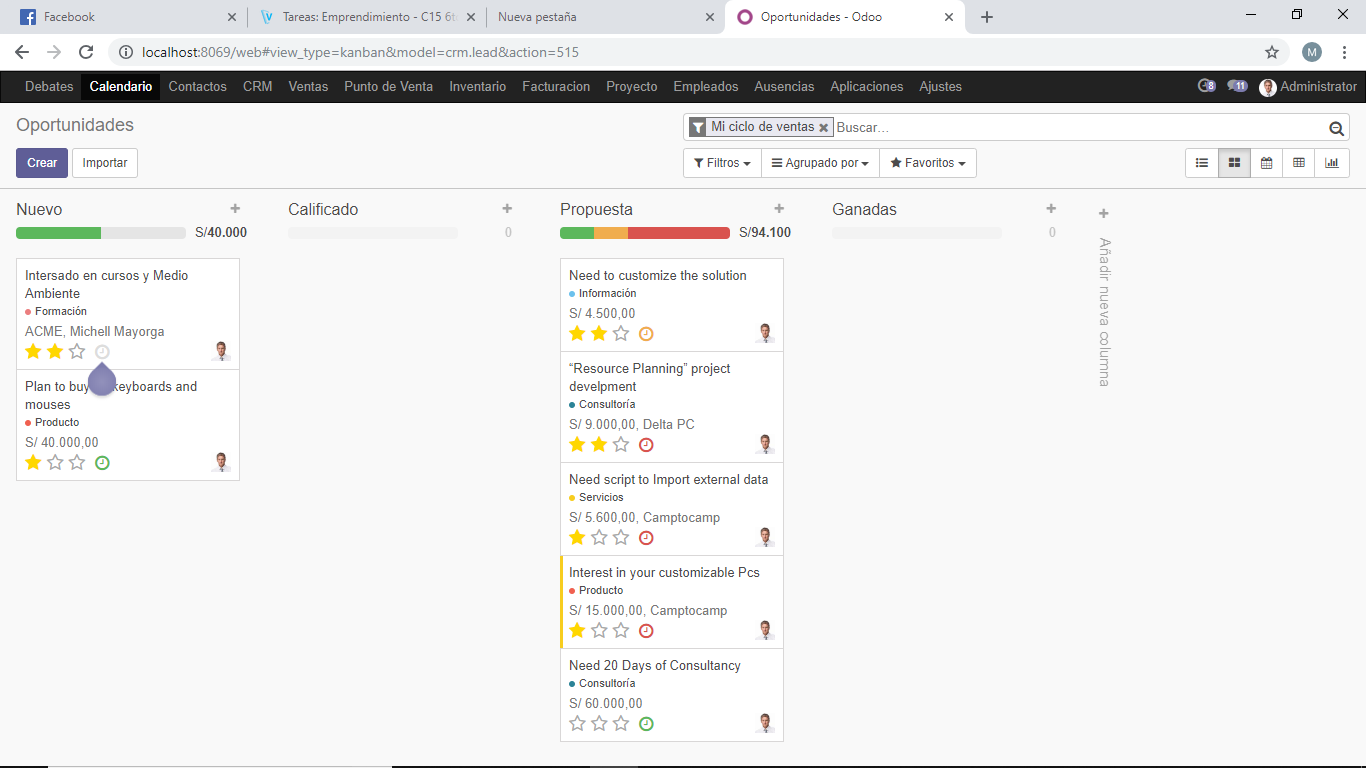 Facebook
Tareas: Emprendimiento - C15 6t
Nueva pestaña
Oportunidades - Odoo
localhost:8069/web#view_type=kanban&model=crm.lead&action=515
M
Debates Calendario Contactos CRM Ventas Punto de Venta Inventario Facturacion Proyecto Empleados Ausencias Aplicaciones Ajustes
8 11 Administrator
Oportunidades
Mi ciclo de ventas Buscar...
Crear Importar
Filtros Agrupado por Favoritos
Nuevo
S/40.000
Intersado en cursos y Medio
Ambiente
Formación
ACME, Michell Mayorga
Plan to buy keyboards and
mouses
Producto
S/ 40.000,00
Calificado
0
Propuesta
S/94.100
Need to customize the solution
Información
S/ 4.500,00
“Resource Planning” project
develpment
Consultoría
S/ 9.000,00, Delta PC
Need script to Import external data
Servicios
S/ 5.600,00, Camptocamp
Interest in your customizable Pcs
Producto
S/ 15.000,00, Camptocamp
Need 20 Days of Consultancy
Consultoría
S/ 60.000,00
Ganadas
0
Añadir nueva columna